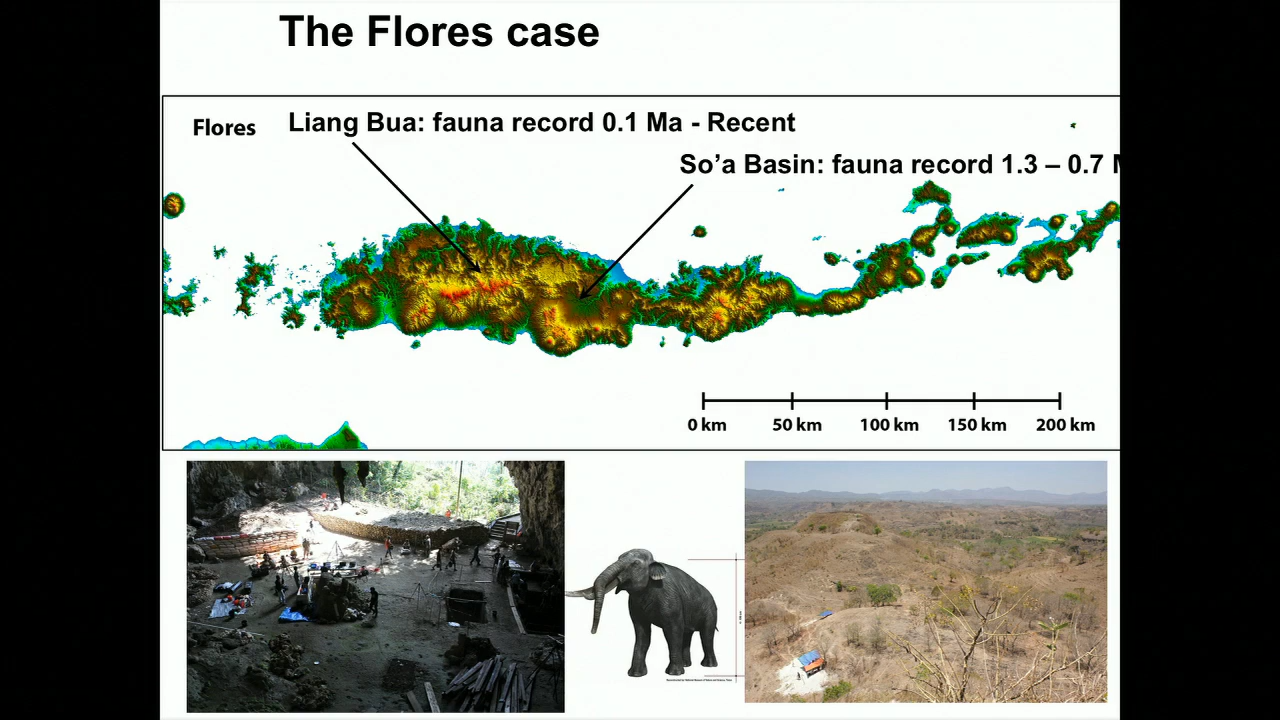 The Flores case
Flores
Liang Bua: fauna record 0.1 Ma - Recent
So’a Basin: fauna record 1.3 – 0.7
0 km
50 km
100 km
150 km
200 km